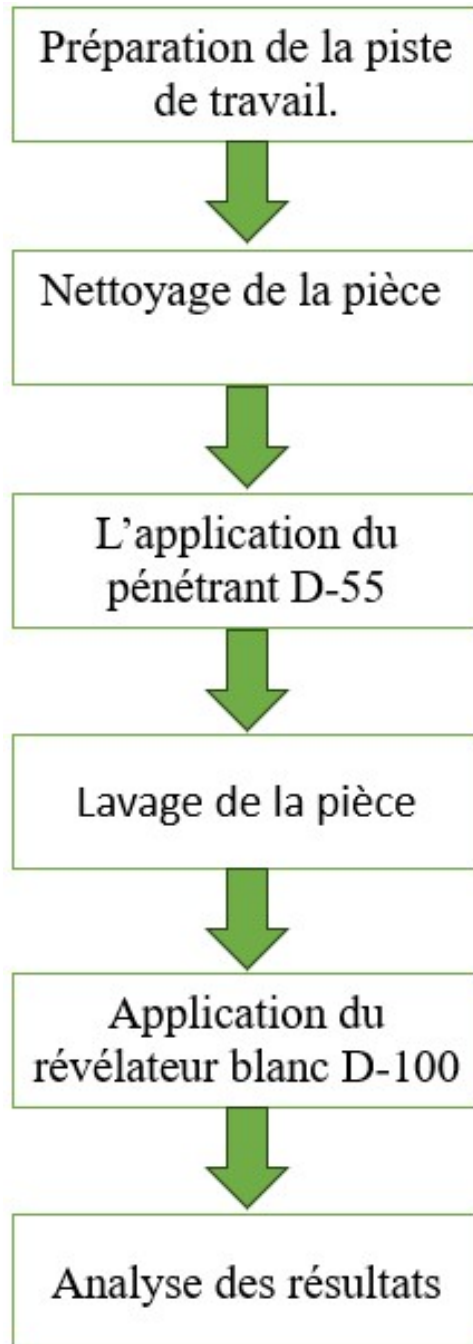 Préparation de la piste
de travail.
Nettoyage de la pièce
L’application du
pénétrant D-55
Lavage de la pièce
Application du
révélateur blanc D-100
Analyse des résultats